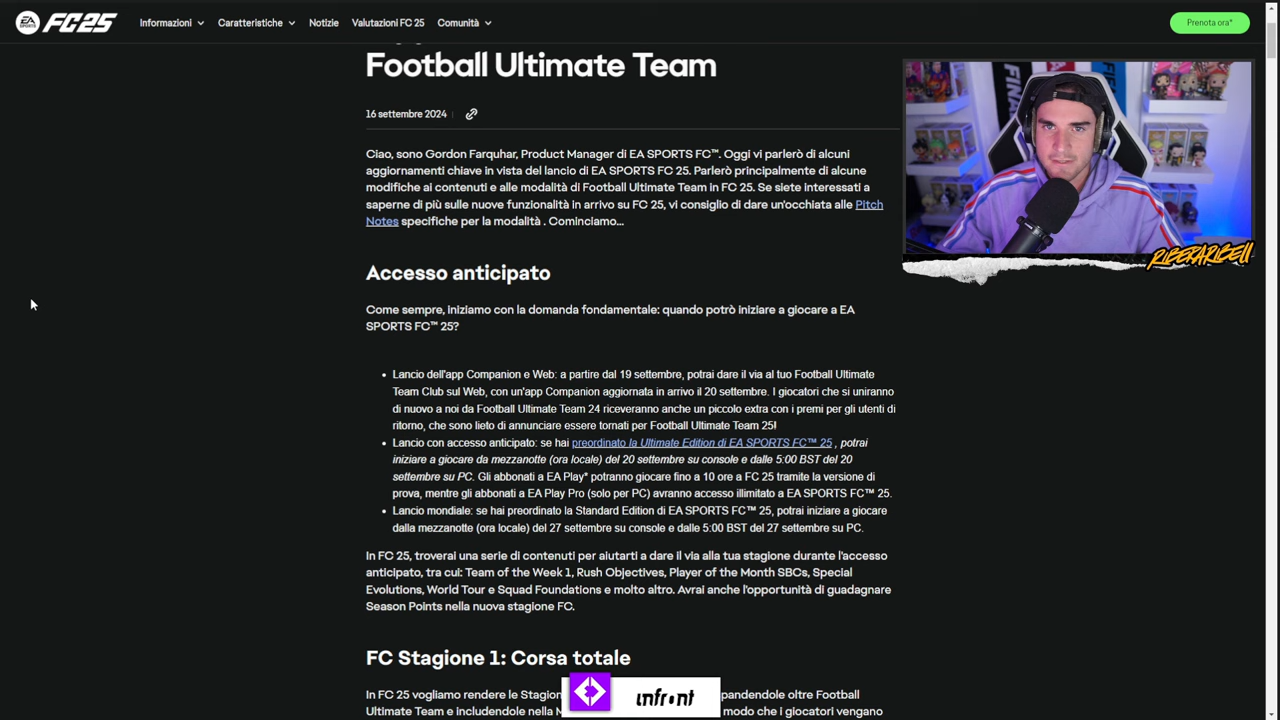 EA SPORTS FC25
Informazioni
Caratteristiche
Notizie
Valutazioni FC 25
Comunità
Prenota ora*
Football Ultimate Team
16 settembre 2024
Ciao, sono Gordon Farquhar, Product Manager di EA SPORTS FC™. Oggi vi parlerò di alcuni
aggiornamenti chiave in vista del lancio di EA SPORTS FC 25. Parlerò principalmente di alcune
modifiche ai contenuti e alle modalità di Football Ultimate Team in FC 25. Se siete interessati a
saperne di più sulle nuove funzionalità in arrivo su FC 25, vi consiglio di dare un'occhiata alle Pitch
Notes specifiche per la modalità . Cominciamo...
FINAL
RIBERARIBELL
Accesso anticipato
Come sempre, iniziamo con la domanda fondamentale: quando potrò iniziare a giocare a EA
SPORTS FC™ 25?
• Lancio dell'app Companion e Web: a partire dal 19 settembre, potrai dare il via al tuo Football Ultimate
Team Club sul Web, con un'app Companion aggiornata in arrivo il 20 settembre. I giocatori che si uniranno
di nuovo a noi da Football Ultimate Team 24 riceveranno anche un piccolo extra con i premi per gli utenti di
ritorno, che sono lieto di annunciare essere tornati per Football Ultimate Team 25!
• Lancio con accesso anticipato: se hai preordinato la Ultimate Edition di EA SPORTS FC™ 25 , potrai
iniziare a giocare da mezzanotte (ora locale) del 20 settembre su console e dalle 5:00 BST del 20
settembre su PC. Gli abbonati a EA Play* potranno giocare fino a 10 ore a FC 25 tramite la versione di
prova, mentre gli abbonati a EA Play Pro (solo per PC) avranno accesso illimitato a EA SPORTS FC™ 25.
• Lancio mondiale: se hai preordinato la Standard Edition di EA SPORTS FC™ 25, potrai iniziare a giocare
dalla mezzanotte (ora locale) del 27 settembre su console e dalle 5:00 BST del 27 settembre su PC.
In FC 25, troverai una serie di contenuti per aiutarti a dare il via alla tua stagione durante l'accesso
anticipato, tra cui: Team of the Week 1, Rush Objectives, Player of the Month SBCs, Special
Evolutions, World Tour e Squad Foundations e molto altro. Avrai anche l'opportunità di guadagnare
Season Points nella nuova stagione FC.
FC Stagione 1: Corsa totale
In FC 25 vogliamo rendere le Stagion pandendole oltre Football
Ultimate Team e includendole nella M modo che i giocatori vengano
infront